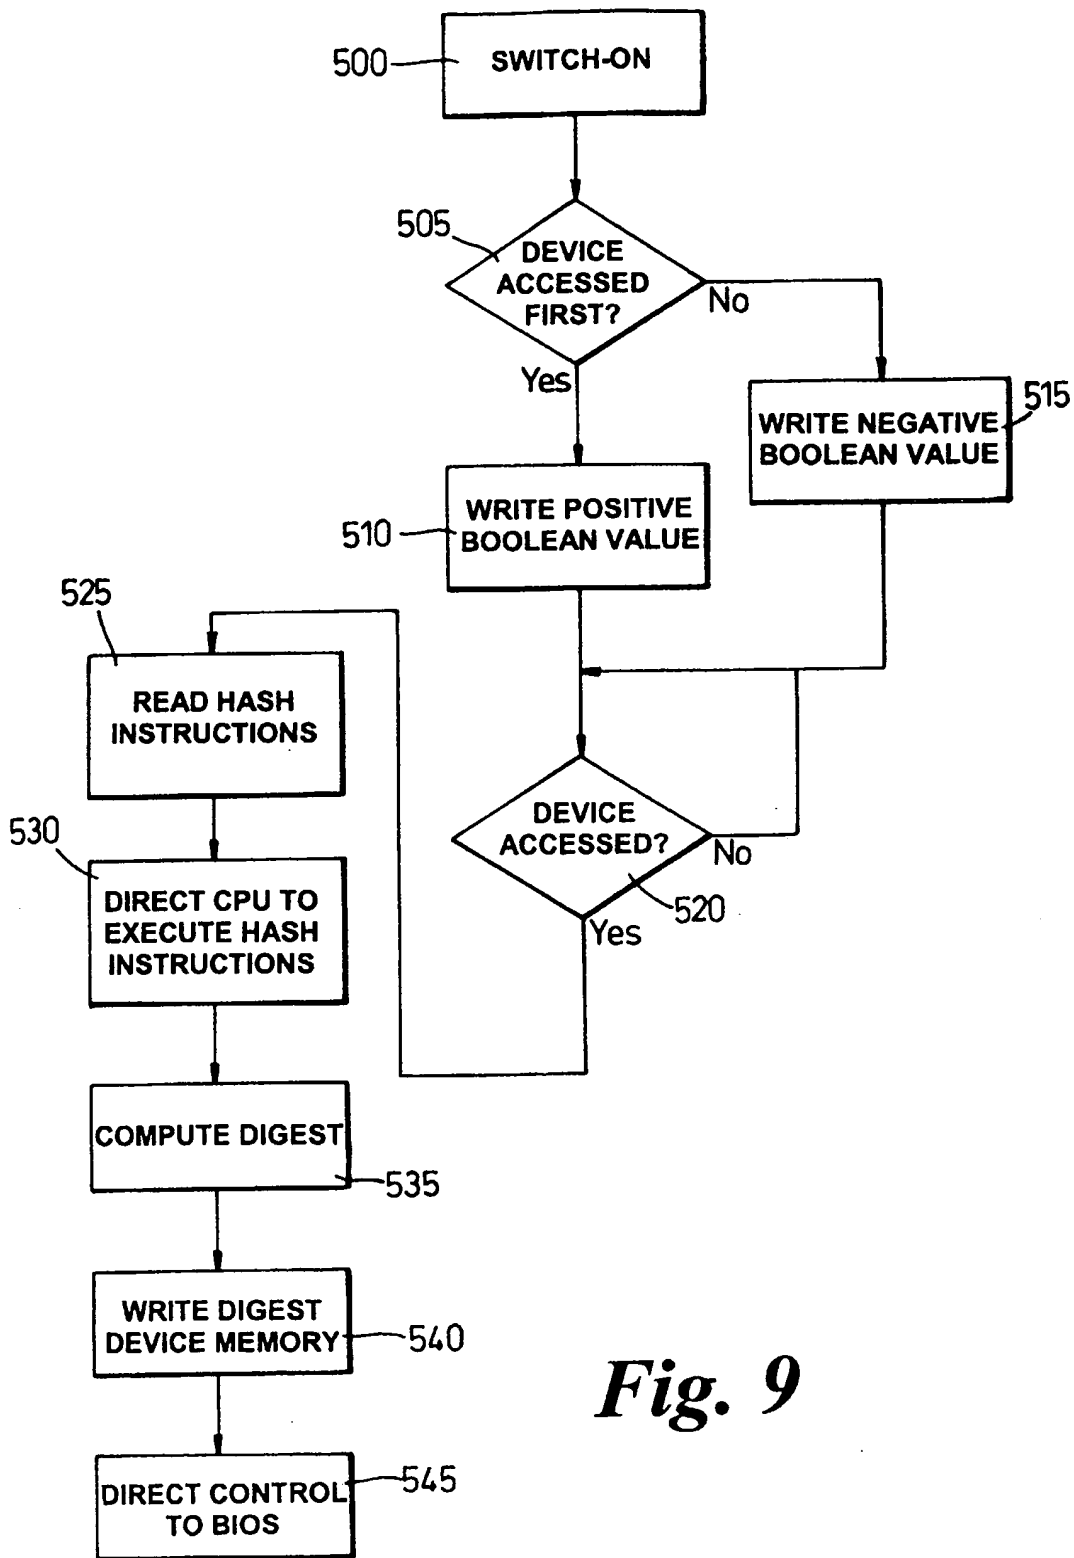 500
SWITCH-ON
505
DEVICE
ACCESSED
FIRST?
No
Yes
515
WRITE NEGATIVE
BOOLEAN VALUE
510
WRITE POSITIVE
BOOLEAN VALUE
525
READ HASH
INSTRUCTIONS
DEVICE
ACCESSED?
No
520
Yes
530
DIRECT CPU TO
EXECUTE HASH
INSTRUCTIONS
COMPUTE DIGEST
535
WRITE DIGEST
DEVICE MEMORY
540
DIRECT CONTROL
TO BIOS
545
Fig. 9